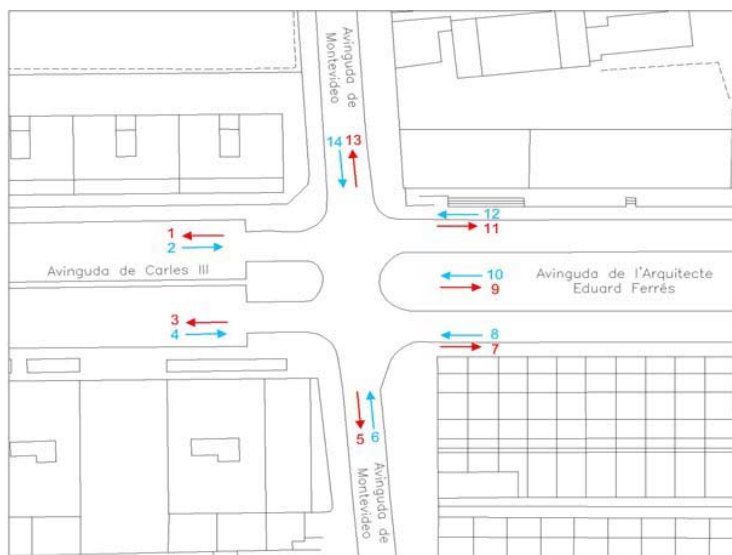 Avinguda de
Montevideo
14 13
1
2
12
11
Avinguda de Carles III
10
9
Avinguda de l'Arquitecte
Eduard Ferrés
3
4
8
7
5 6
Avinguda de
Montevideo